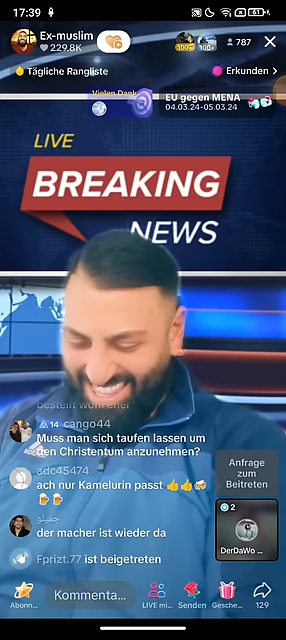 17:39
61
Ex-muslim
229.8K
100
100
787
Tägliche Rangliste
Erkunden >
Vielen Dank
EU gegen MENA
04.03.24-05.03.24
LIVE
BREAKING
NEWS
14 cango44
Muss man sich taufen lassen um
den Christentum anzunehmen?
adc45474
ach nur Kamelurin passt 👍👍🍻
🍺🍺
der macher ist wieder da
Fprizt.77 ist beigetreten
Anfrage
zum
Beitreten
2
DerDaWo ...
Abonn...
Kommenta...
LIVE mi...
Senden
Gesche...
129